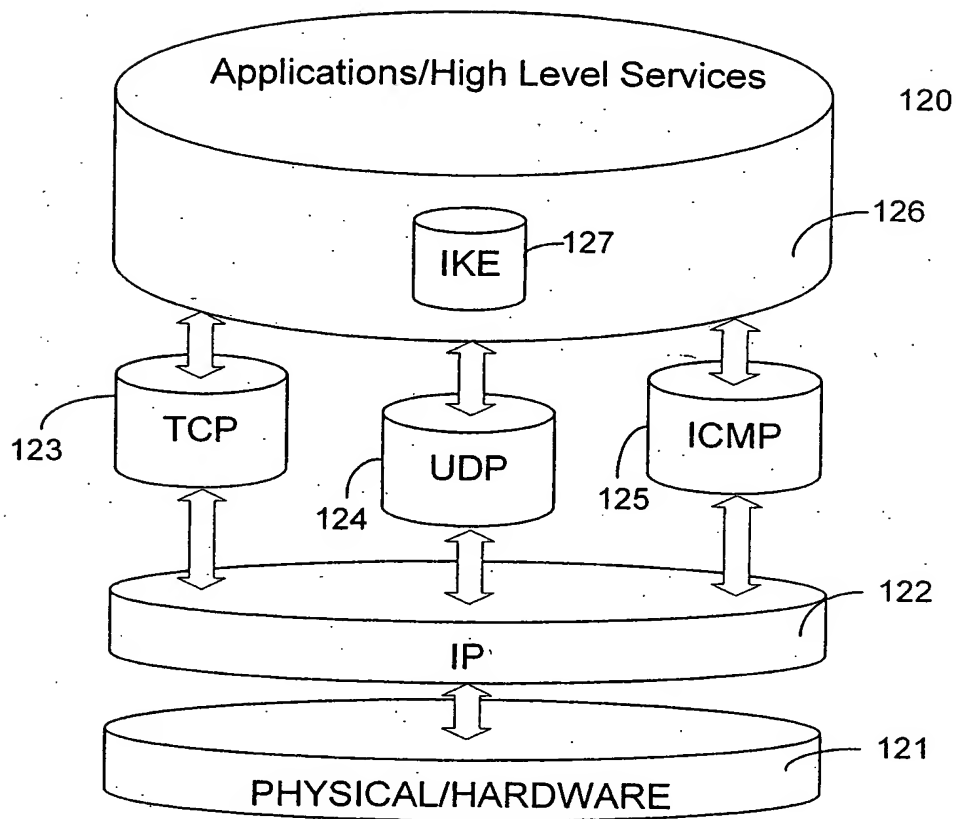 Applications/High Level Services
120
126
127
IKE
123
TCP
124
UDP
125
ICMP
122
IP
121
PHYSICAL/HARDWARE